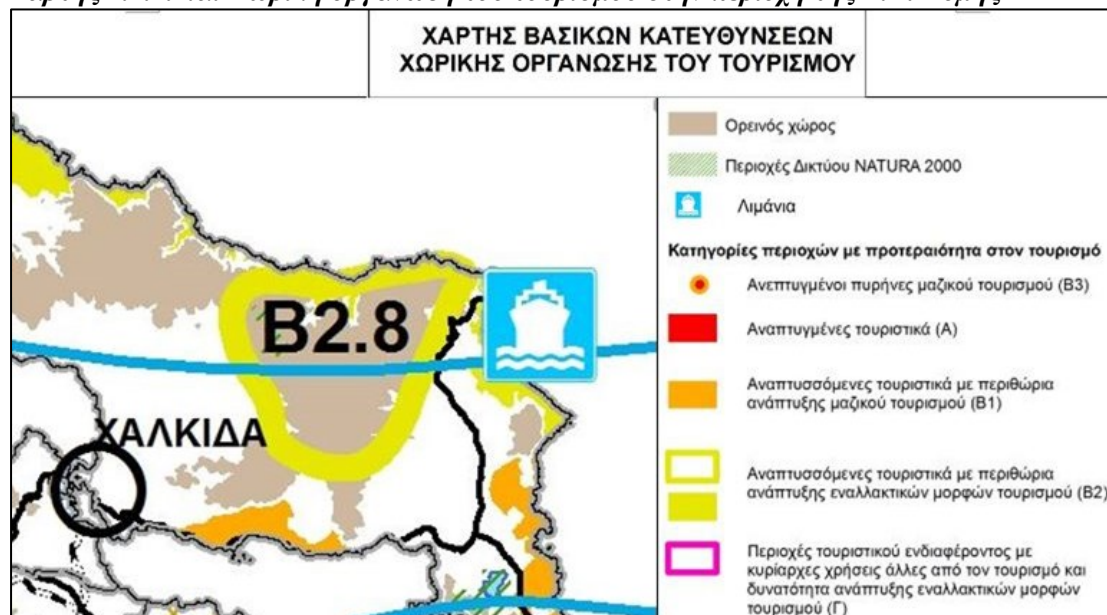 ΧΑΡΤΗΣ ΒΑΣΙΚΩΝ ΚΑΤΕΥΘΥΝΣΕΩΝ
ΧΩΡΙΚΗΣ ΟΡΓΑΝΩΣΗΣ ΤΟΥ ΤΟΥΡΙΣΜΟΥ
Ορεινός χώρος
Περιοχές Δικτύου NATURA 2000
Λιμάνια
Κατηγορίες περιοχών με προτεραιότητα στον τουρισμό
Ανεπτυγμένοι πυρήνες μαζικού τουρισμού (Β3)
Αναπτυγμένες τουριστικά (Α)
Αναπτυσσόμενες τουριστικά με περιθώρια
ανάπτυξης μαζικού τουρισμού (Β1)
Αναπτυσσόμενες τουριστικά με περιθώρια
ανάπτυξης εναλλακτικών μορφών τουρισμού (Β2)
Περιοχές τουριστικού ενδιαφέροντος με
κυρίαρχες χρήσεις άλλες από τον τουρισμό και
δυνατότητα ανάπτυξης εναλλακτικών μορφών
τουρισμού (Γ)
Β2.8
ΧΑΛΚΙΔΑ